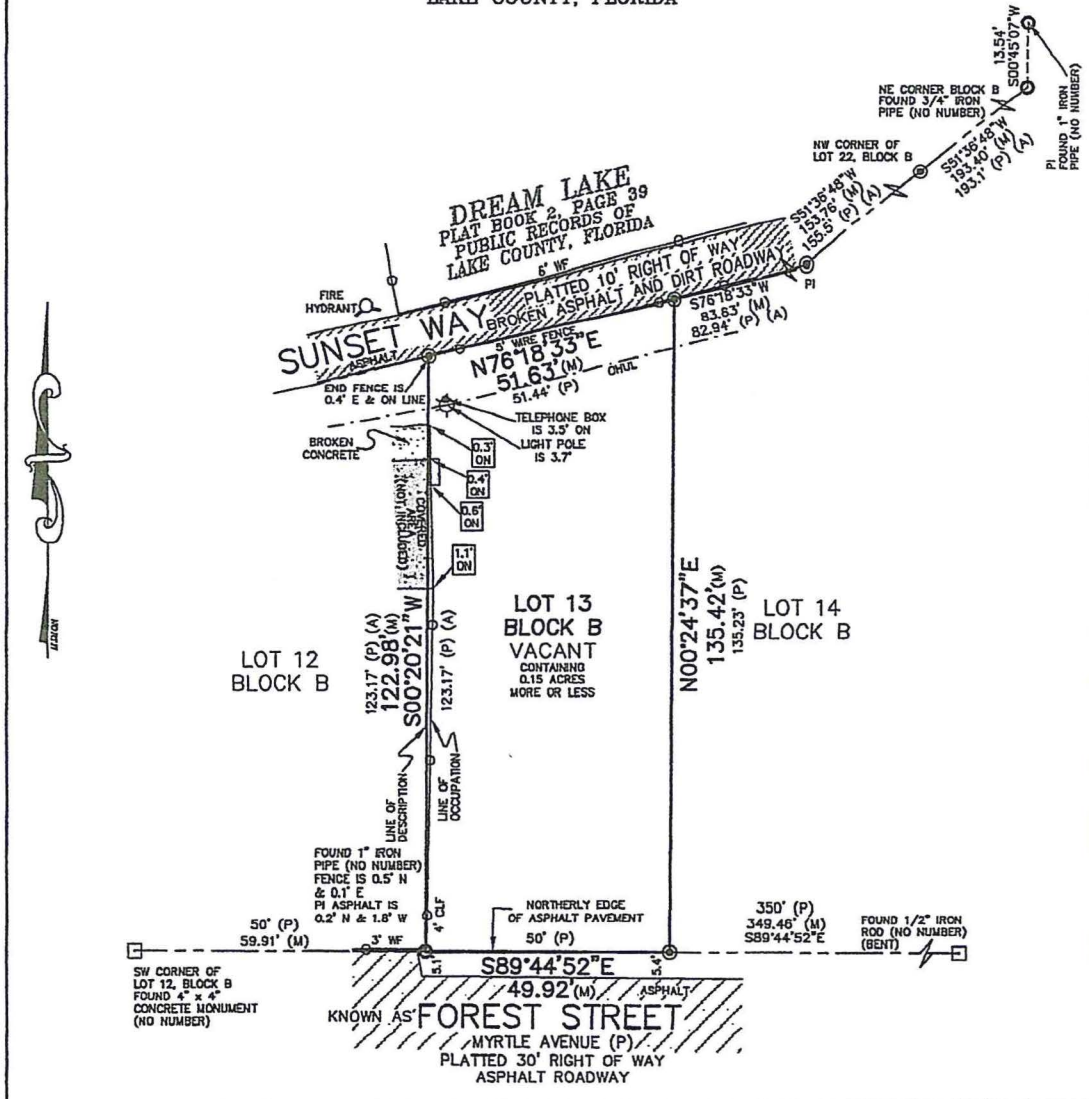 LAKE COUNTY, FLORIDA
13.54'
S00°45'07"W
NE CORNER BLOCK B
FOUND 3/4" IRON
PIPE (NO NUMBER)
PI
FOUND 1" IRON
PIPE (NO NUMBER)
S51°36'48"W
193.40' (M)
193.1' (P) (A)
NW CORNER OF
LOT 22, BLOCK B
S51°36'48"W
153.76' (M)
155.5' (P) (A)
DREAM LAKE
PLAT BOOK 2, PAGE 39
PUBLIC RECORDS OF
LAKE COUNTY, FLORIDA
6' WF
PLATTED 10' RIGHT OF WAY
BROKEN ASPHALT AND DIRT ROADWAY
PI
FIRE
HYDRANT
SUNSET WAY
ASPHALT
S76°18'33"W
83.63' (M)
82.94' (P) (A)
5' WIRE FENCE
N76°18'33"E
51.63'(M)
51.44' (P)
OHUL
END FENCE IS
0.4' E & ON LINE
TELEPHONE BOX
IS 3.5' ON
LIGHT POLE
IS 3.7'
BROKEN
CONCRETE
0.3'
ON
0.4'
ON
0.6'
ON
1.1'
ON
COVERED
AREA
(NOT INCLUDED)
NORTH
LOT 12
BLOCK B
123.17' (P) (A)
122.98'(M)
S00°20'21"W
123.17' (P) (A)
LOT 13
BLOCK B
VACANT
CONTAINING
0.15 ACRES
MORE OR LESS
N00°24'37"E
135.42'(M)
135.23' (P)
LOT 14
BLOCK B
LINE OF
DESCRIPTION
LINE OF
OCCUPATION
FOUND 1" IRON
PIPE (NO NUMBER)
FENCE IS 0.5' N
& 0.1' E
PI ASPHALT IS
0.2' N & 1.8' W
4' CLF
NORTHERLY EDGE
OF ASPHALT PAVEMENT
50' (P)
59.91' (M)
3' WF
50' (P)
350' (P)
349.46' (M)
S89°44'52"E
FOUND 1/2" IRON
ROD (NO NUMBER)
(BENT)
5.1'
S89°44'52"E
5.4'
49.92'(M)
ASPHALT
SW CORNER OF
LOT 12, BLOCK B
FOUND 4" x 4"
CONCRETE MONUMENT
(NO NUMBER)
KNOWN AS FOREST STREET
MYRTLE AVENUE (P)
PLATTED 30' RIGHT OF WAY
ASPHALT ROADWAY